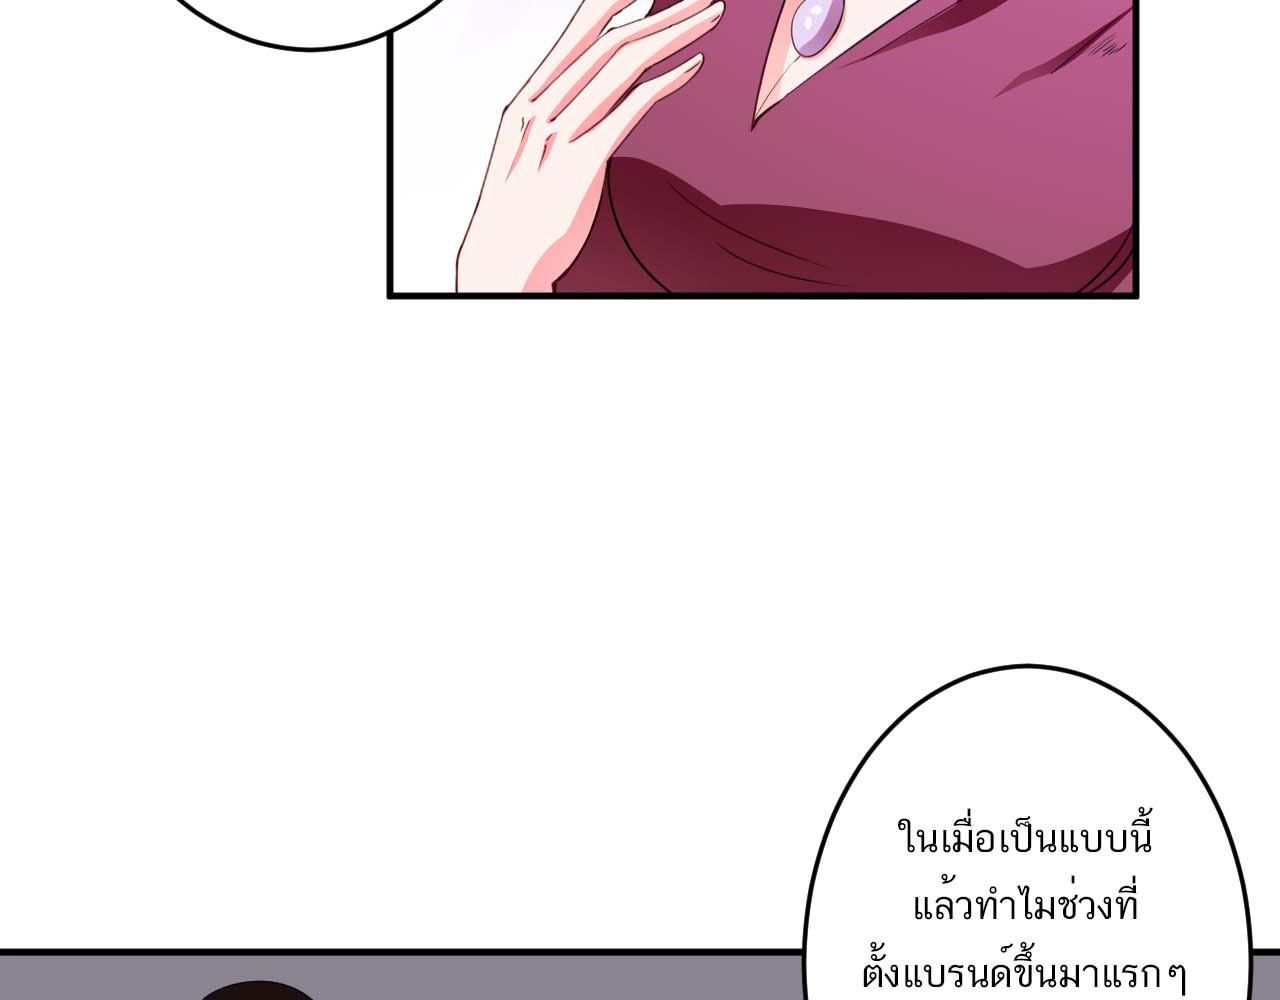 ในเมื่อเป็นแบบนี้
แล้วทำไมช่วงที่
ตั้งแบรนด์ขึ้นมาแรกๆ